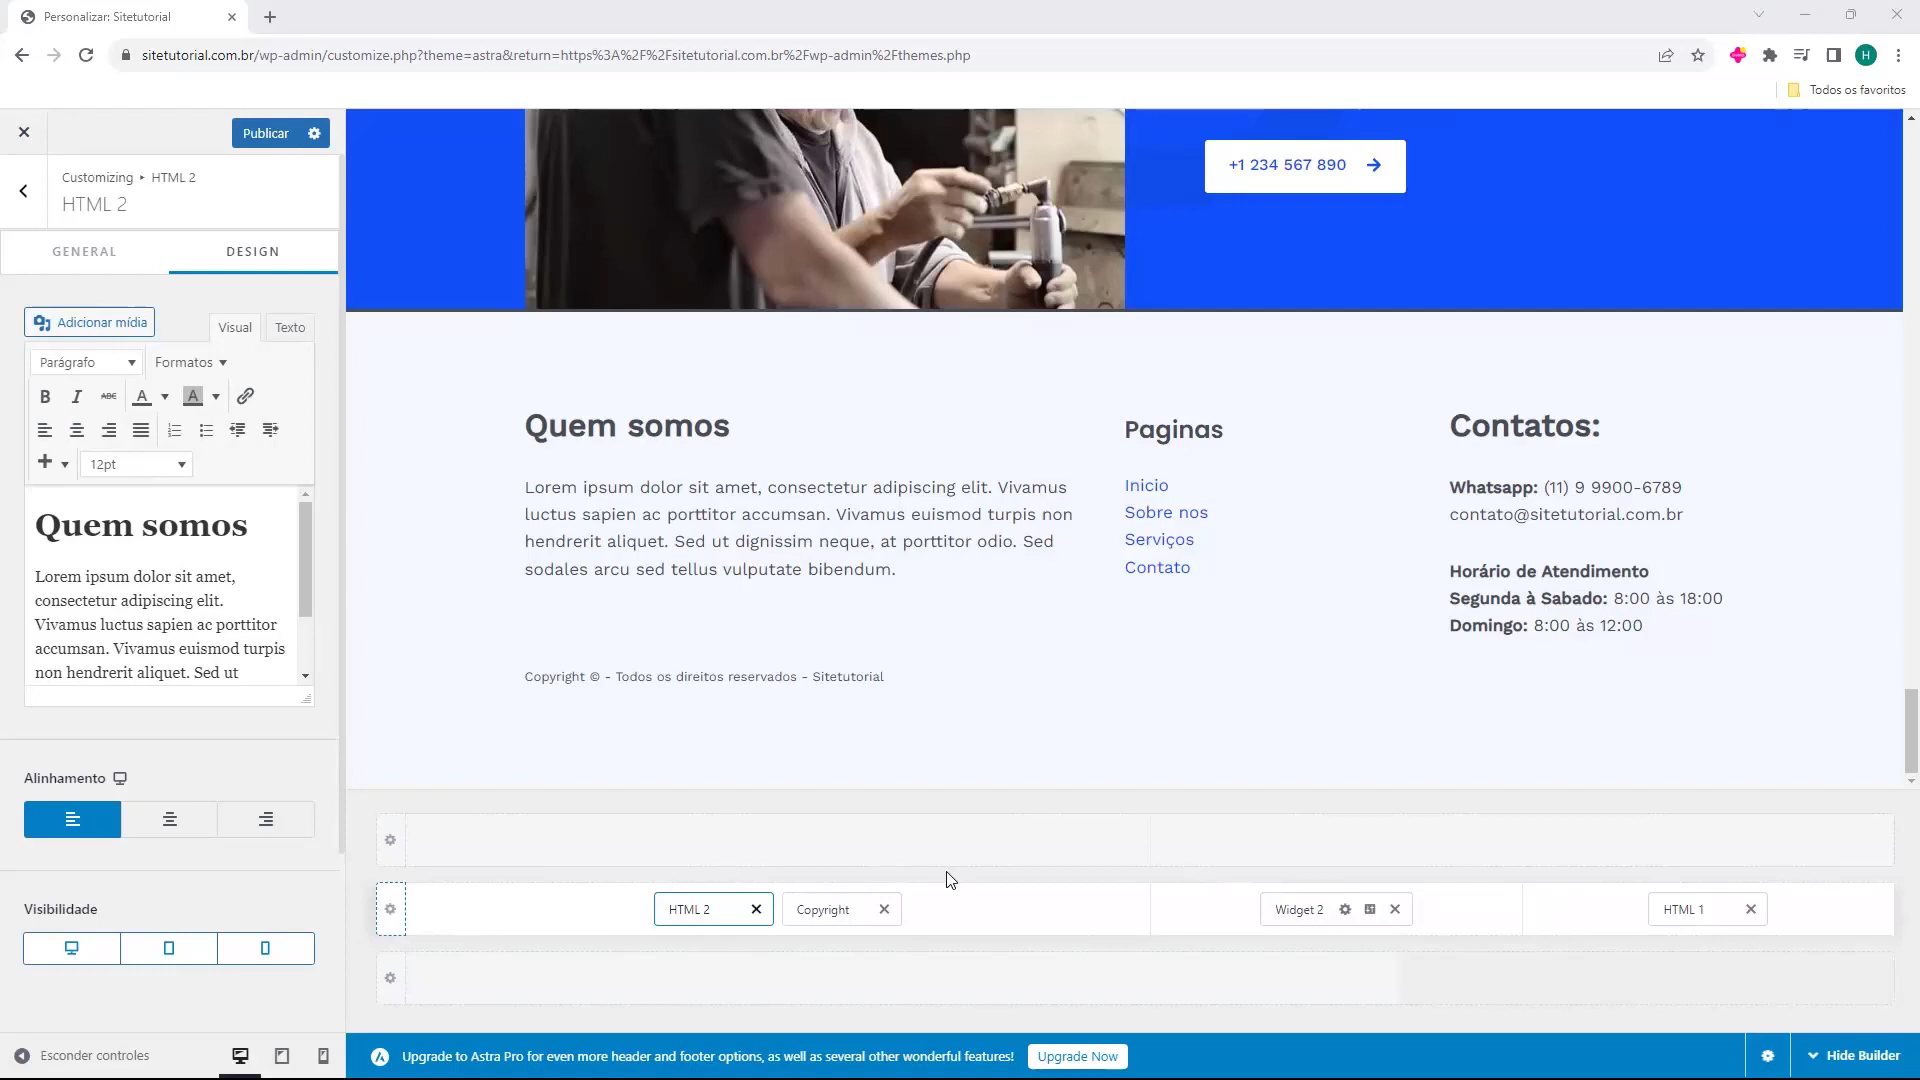 Personalizar: Sitetutorial
sitetutorial.com.br/wp-admin/customize.php?theme=astra&return=https%3A%2F%2Fsitetutorial.com.br%2Fwp-admin%2Fthemes.php
H
Todos os favoritos
Publicar
Customizing ▸ HTML 2
HTML 2
GENERAL
DESIGN
Adicionar mídia
Visual
Texto
Parágrafo
Formatos
B I ABC A A
12pt
Quem somos
Lorem ipsum dolor sit amet,
consectetur adipiscing elit.
Vivamus luctus sapien ac porttitor
accumsan. Vivamus euismod turpis
non hendrerit aliquet. Sed ut
Alinhamento
Visibilidade
Esconder controles
+1 234 567 890
Quem somos
Lorem ipsum dolor sit amet, consectetur adipiscing elit. Vivamus
luctus sapien ac porttitor accumsan. Vivamus euismod turpis non
hendrerit aliquet. Sed ut dignissim neque, at porttitor odio. Sed
sodales arcu sed tellus vulputate bibendum.
Copyright © - Todos os direitos reservados - Sitetutorial
Paginas
Inicio
Sobre nos
Serviços
Contato
Contatos:
Whatsapp: (11) 9 9900-6789
contato@sitetutorial.com.br
Horário de Atendimento
Segunda à Sabado: 8:00 às 18:00
Domingo: 8:00 às 12:00
HTML 2
Copyright
Widget 2
HTML 1
Upgrade to Astra Pro for even more header and footer options, as well as several other wonderful features!
Upgrade Now
Hide Builder